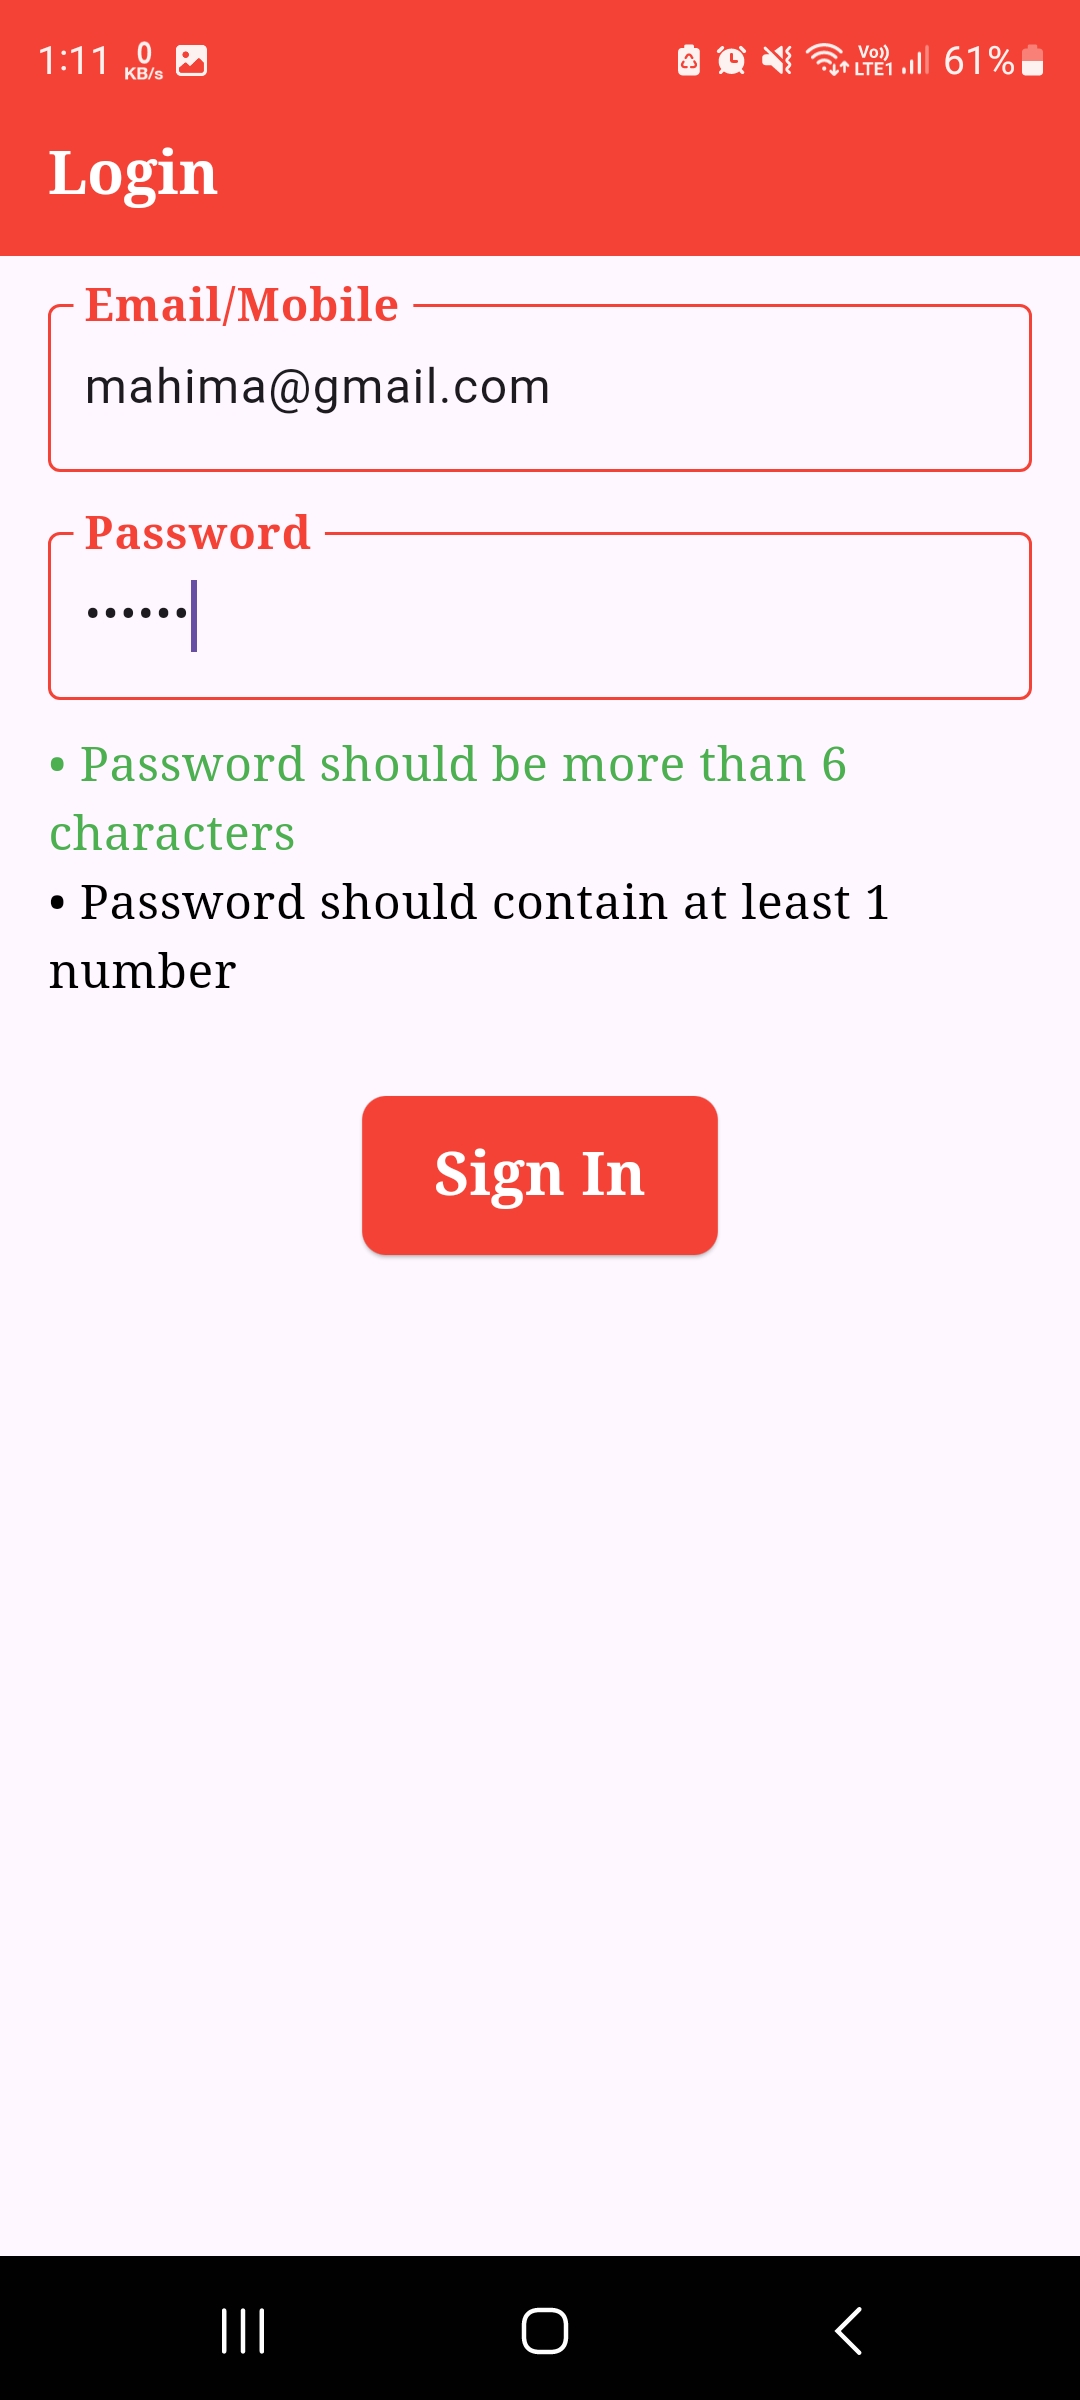 1:11 0 KB/s Vo)) LTE1 61%
Login
Email/Mobile
mahima@gmail.com
Password
••••••
• Password should be more than 6
characters
• Password should contain at least 1
number
Sign In